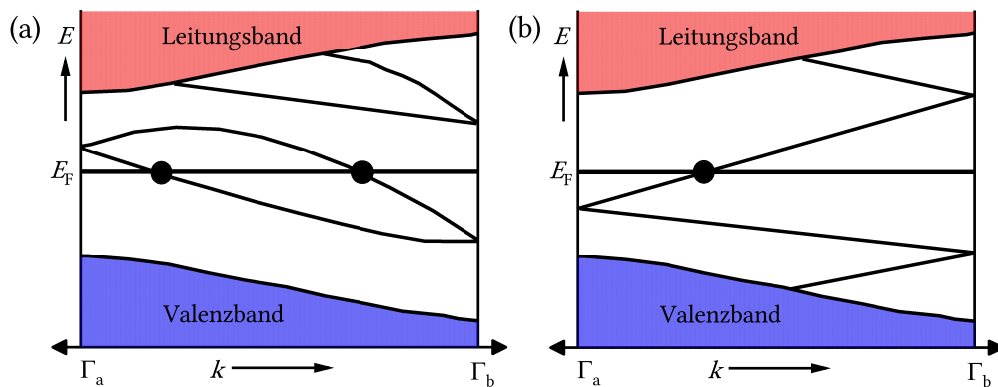 (a)
E
Leitungsband
E_F
Valenzband
Γ_a
k
Γ_b
(b)
E
Leitungsband
E_F
Valenzband
Γ_a
k
Γ_b